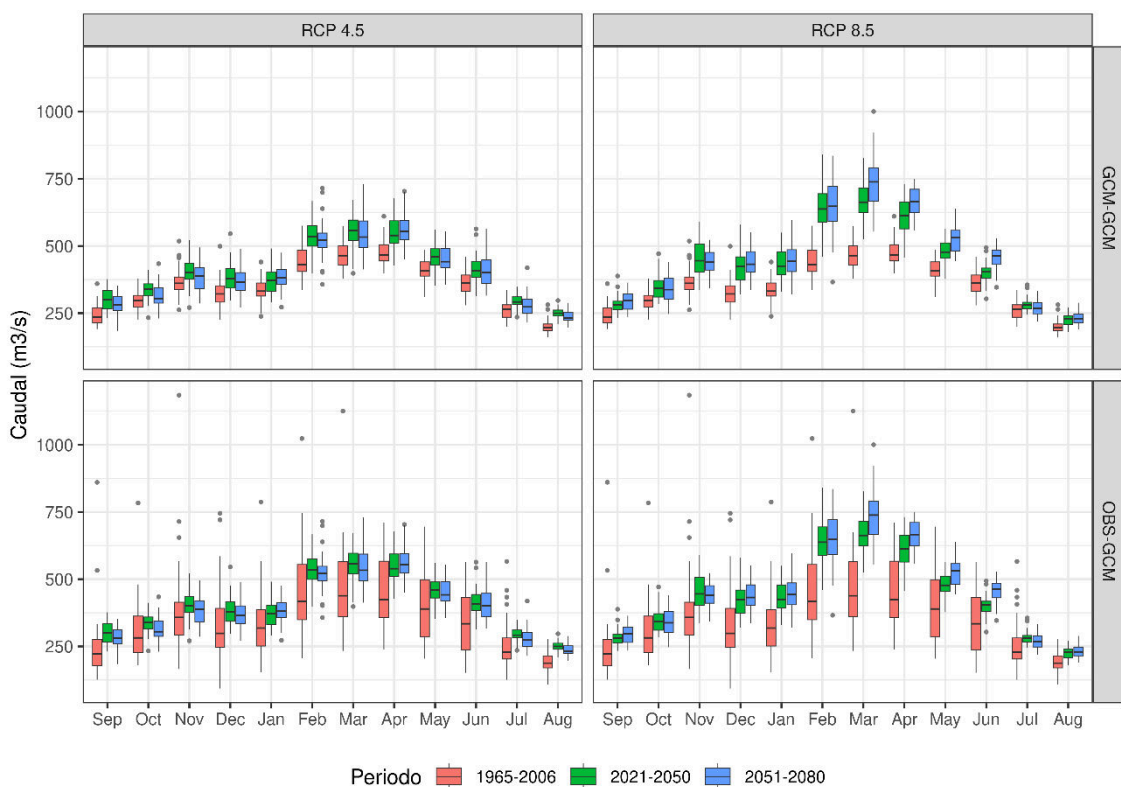 RCP 4.5 RCP 8.5
1000
750
500
250
GCM-GCM
Caudal (m3/s)
1000
750
500
250
OBS-GCM
Sep Oct Nov Dec Jan Feb Mar Apr May Jun Jul Aug Sep Oct Nov Dec Jan Feb Mar Apr May Jun Jul Aug
Periodo 1965-2006 2021-2050 2051-2080